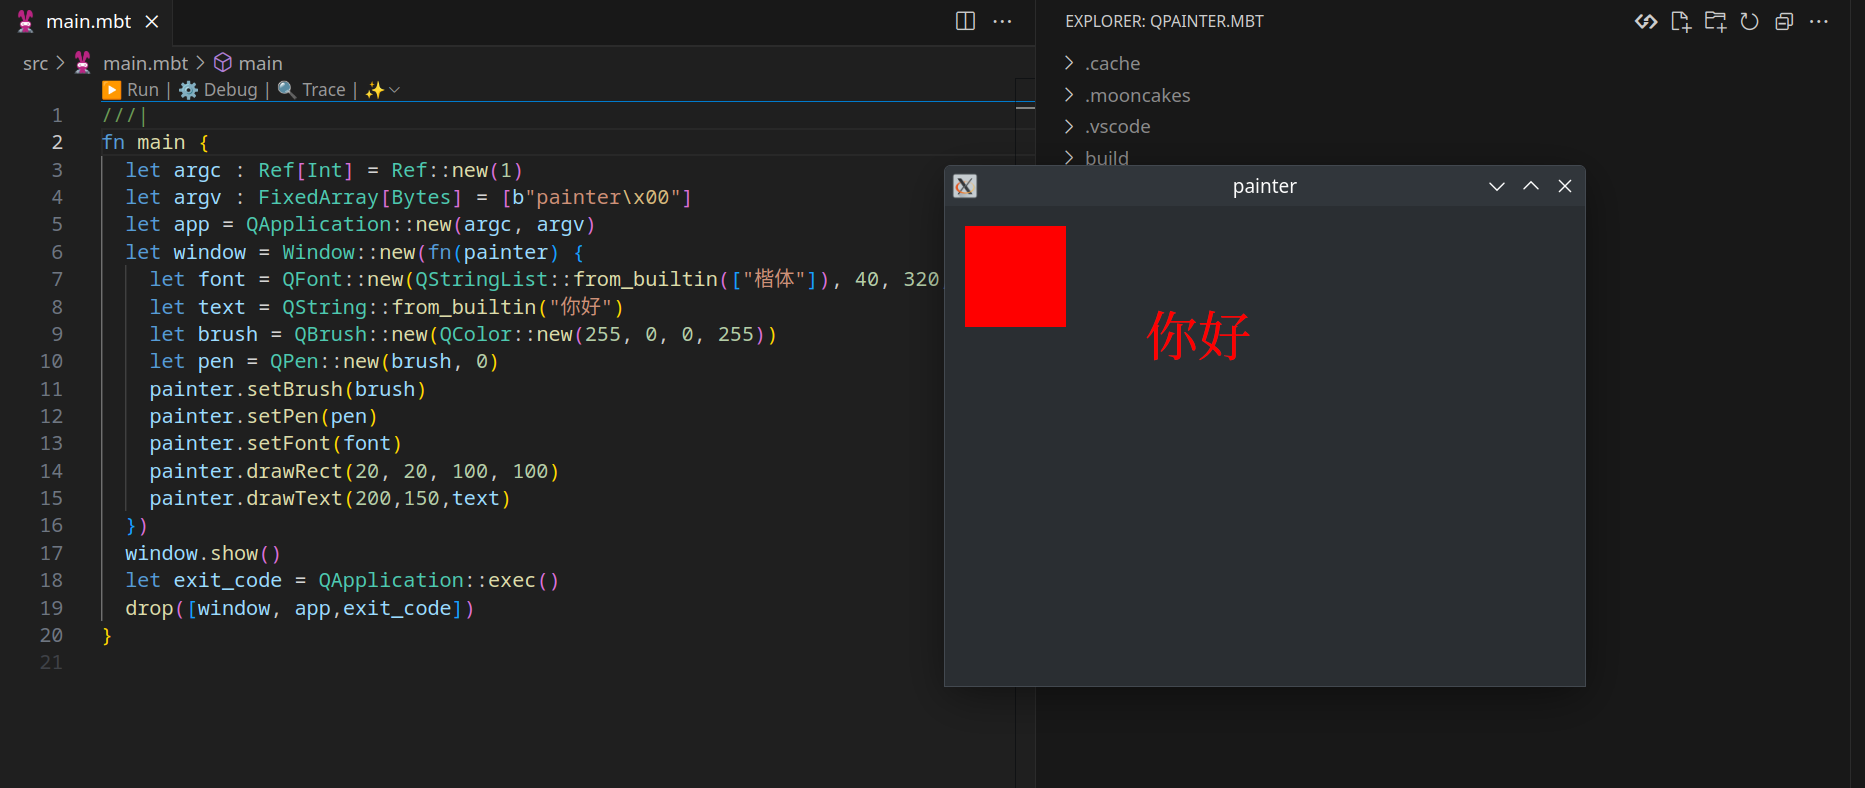 main.mbt
src > main.mbt > main
Run | Debug | Trace |
1 ///|
2 fn main {
3 let argc : Ref[Int] = Ref::new(1)
4 let argv : FixedArray[Bytes] = [b"painter\x00"]
5 let app = QApplication::new(argc, argv)
6 let window = Window::new(fn(painter) {
7 let font = QFont::new(QStringList::from_builtin(["楷体"]), 40, 320,
8 let text = QString::from_builtin("你好")
9 let brush = QBrush::new(QColor::new(255, 0, 0, 255))
10 let pen = QPen::new(brush, 0)
11 painter.setBrush(brush)
12 painter.setPen(pen)
13 painter.setFont(font)
14 painter.drawRect(20, 20, 100, 100)
15 painter.drawText(200,150,text)
16 })
17 window.show()
18 let exit_code = QApplication::exec()
19 drop([window, app,exit_code])
20 }
21
EXPLORER: QPAINTER.MBT
.cache
.mooncakes
.vscode
build
painter
你好